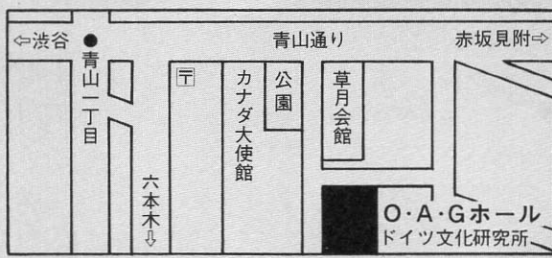 ⇦渋谷
青山通り
赤坂見附⇨
青山一丁目
六本木⇩
〒
カナダ大使館
公園
草月会館
O・A・Gホール
ドイツ文化研究所